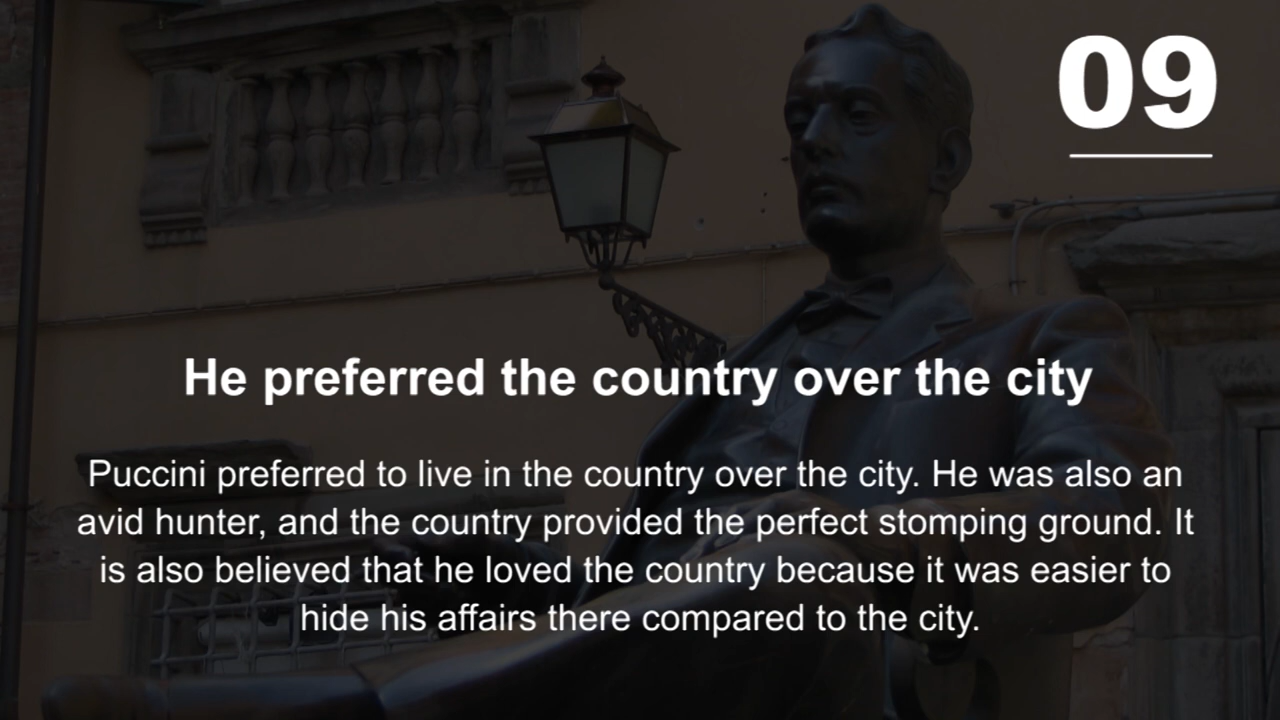 09
He preferred the country over the city
Puccini preferred to live in the country over the city. He was also an
avid hunter, and the country provided the perfect stomping ground. It
is also believed that he loved the country because it was easier to
hide his affairs there compared to the city.